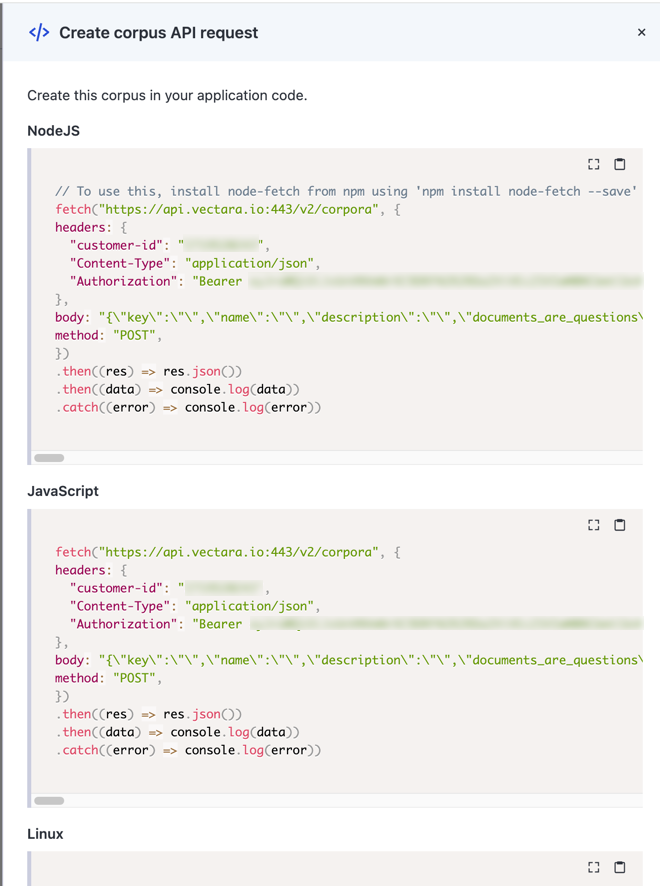 </> Create corpus API request
Create this corpus in your application code.
NodeJS
// To use this, install node-fetch from npm using 'npm install node-fetch --save'
fetch("https://api.vectara.io:443/v2/corpora", {
headers: {
"customer-id": "",
"Content-Type": "application/json",
"Authorization": "Bearer
},
body: "{\"key\":\"\",\"name\":\"\",\"description\":\"\",\"documents_are_questions\
method: "POST",
})
.then((res) => res.json())
.then((data) => console.log(data))
.catch((error) => console.log(error))
JavaScript
fetch("https://api.vectara.io:443/v2/corpora", {
headers: {
"customer-id": ",
"Content-Type": "application/json",
"Authorization": "Bearer
},
body: "{\"key\":\"\",\"name\":\"\",\"description\":\"\",\"documents_are_questions\
method: "POST",
})
.then((res) => res.json())
.then((data) => console.log(data))
.catch((error) => console.log(error))
Linux